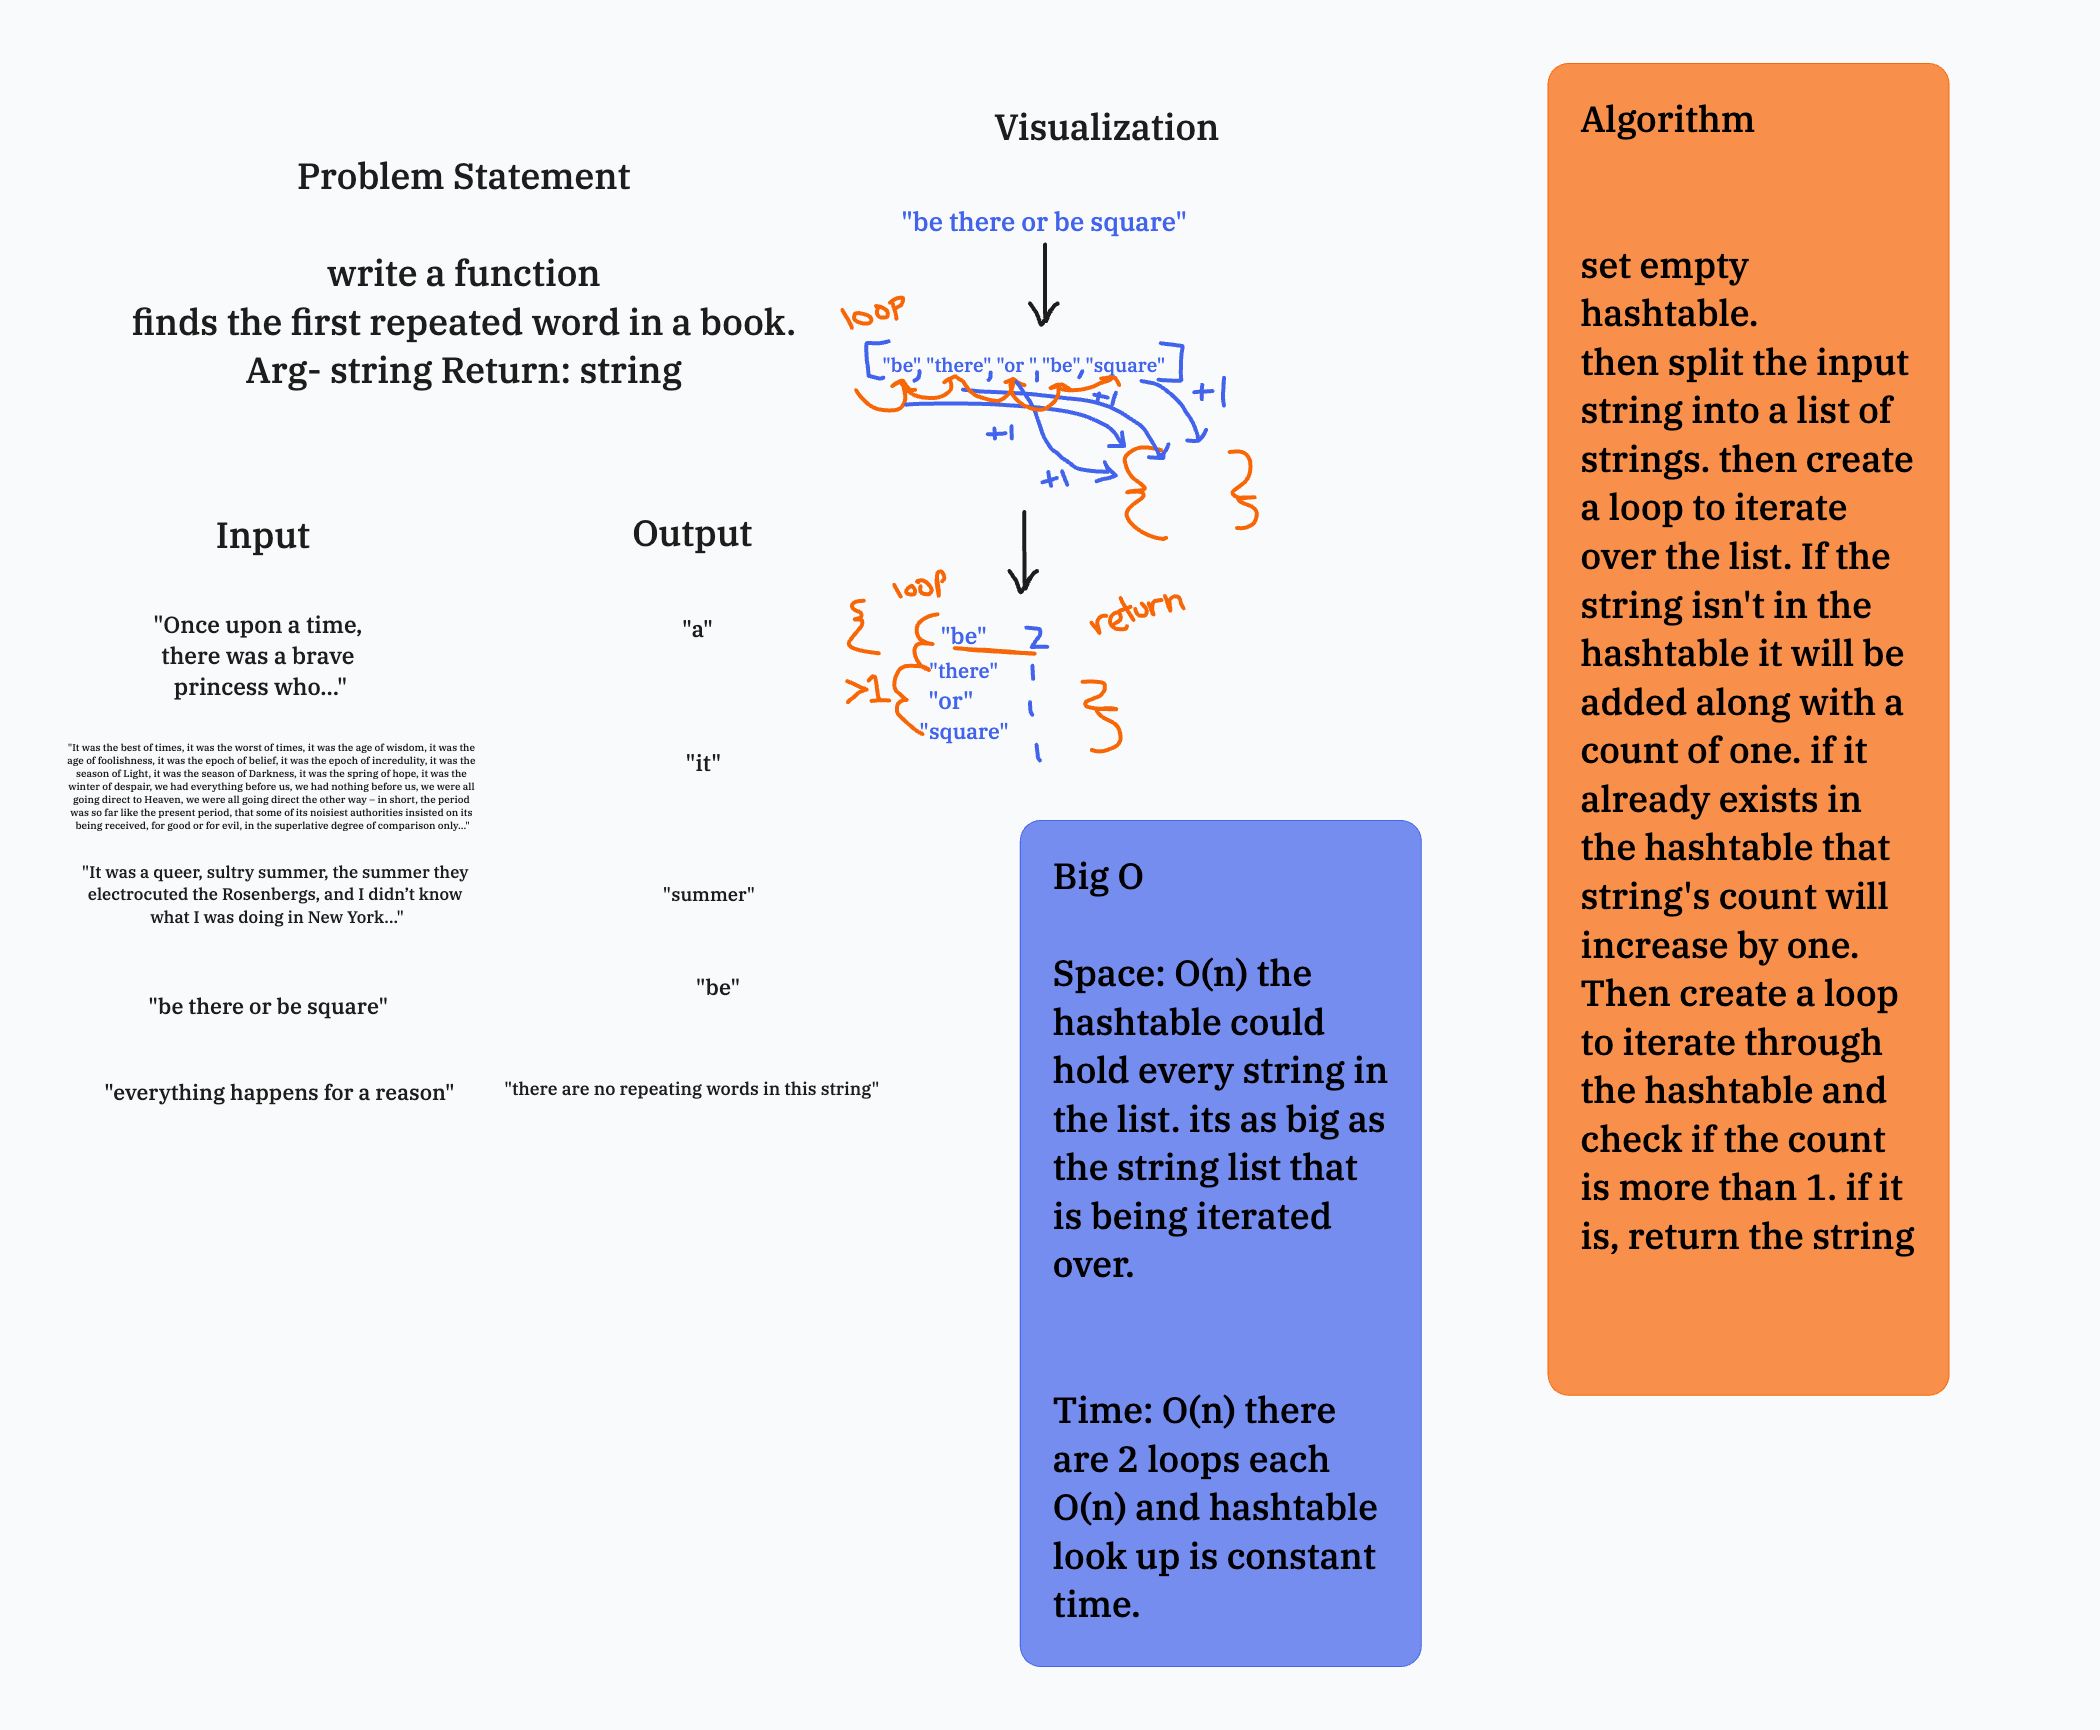 Problem Statement
write a function
finds the first repeated word in a book.
Arg- string Return: string
Input
Output
"Once upon a time,
there was a brave
princess who..."
"a"
"It was the best of times, it was the worst of times, it was the age of wisdom, it was the
age of foolishness, it was the epoch of belief, it was the epoch of incredulity, it was the
season of Light, it was the season of Darkness, it was the spring of hope, it was the
winter of despair, we had everything before us, we had nothing before us, we were all
going direct to Heaven, we were all going direct the other way – in short, the period
was so far like the present period, that some of its noisiest authorities insisted on its
being received, for good or for evil, in the superlative degree of comparison only..."
"it"
"It was a queer, sultry summer, the summer they
electrocuted the Rosenbergs, and I didn’t know
what I was doing in New York..."
"summer"
"be there or be square"
"be"
"everything happens for a reason"
"there are no repeating words in this string"
Visualization
"be there or be square"
loop
["be", "there", "or ", "be", "square"]
+1
+1
+1
+1
{ }
loop
return
{ { "be" 2
>1 { "there" 1
"or" 1
"square" 1 }
Big O
Space: O(n) the
hashtable could
hold every string in
the list. its as big as
the string list that
is being iterated
over.
Time: O(n) there
are 2 loops each
O(n) and hashtable
look up is constant
time.
Algorithm
set empty
hashtable.
then split the input
string into a list of
strings. then create
a loop to iterate
over the list. If the
string isn't in the
hashtable it will be
added along with a
count of one. if it
already exists in
the hashtable that
string's count will
increase by one.
Then create a loop
to iterate through
the hashtable and
check if the count
is more than 1. if it
is, return the string